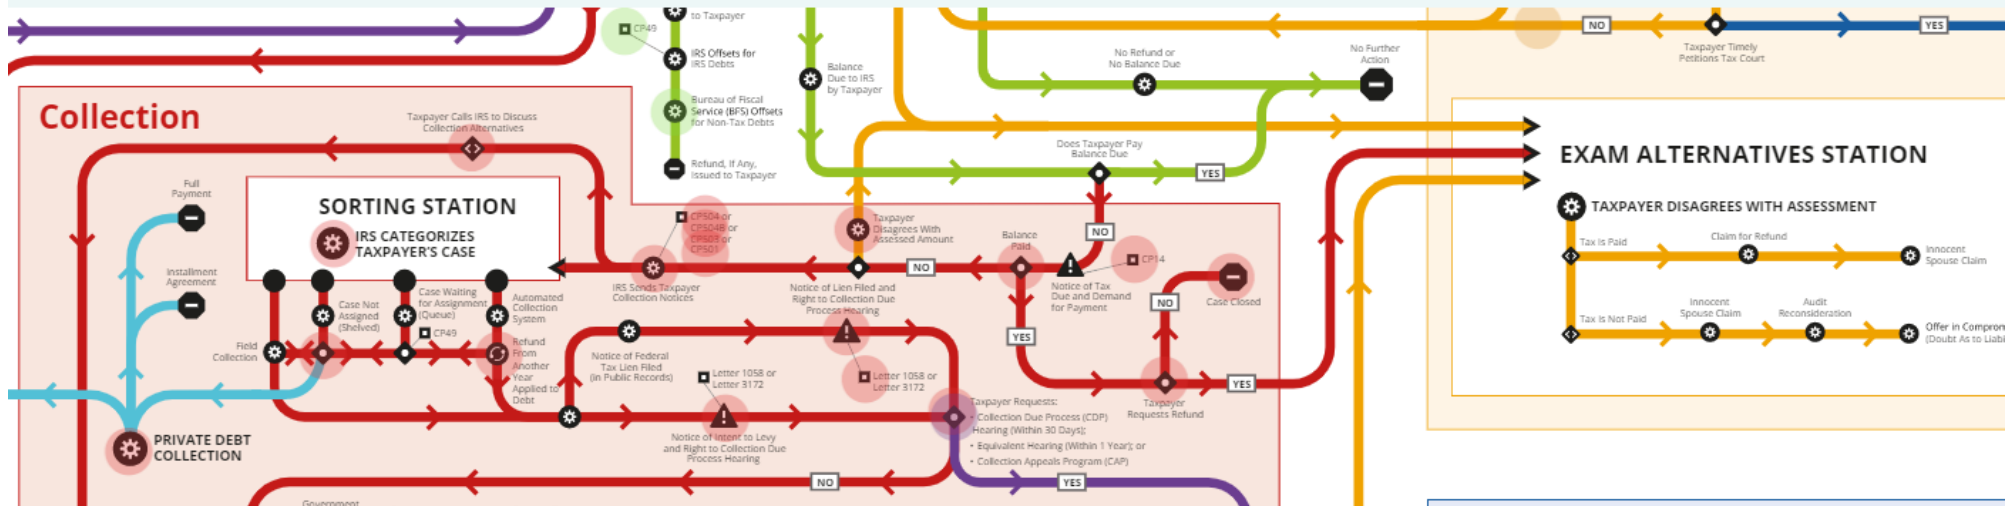 to Taxpayer
CP49
IRS Offsets for
IRS Debts
Bureau of Fiscal
Service (BFS) Offsets
for Non-Tax Debts
Refund, If Any,
Issued to Taxpayer
Balance
Due to IRS
by Taxpayer
No Refund or
No Balance Due
No Further
Action
Does Taxpayer Pay
Balance Due
YES
NO
NO
YES
Taxpayer Timely
Petitions Tax Court
Collection
Taxpayer Calls IRS to Discuss
Collection Alternatives
Full
Payment
Installment
Agreement
SORTING STATION
IRS CATEGORIZES
TAXPAYER'S CASE
CP504 or
CP504B or
CP503 or
CP501
IRS Sends Taxpayer
Collection Notices
Taxpayer
Disagrees With
Assessed Amount
NO
Notice of Lien Filed and
Right to Collection Due
Process Hearing
Balance
Paid
CP14
Notice of Tax
Due and Demand
for Payment
YES
NO
Case Closed
Taxpayer
Requests Refund
YES
Field
Collection
Case Not
Assigned
(Shelved)
Case Waiting
for Assignment
(Queue)
CP49
Automated
Collection
System
Refund
From
Another
Year
Applied to
Debt
Notice of Federal
Tax Lien Filed
(in Public Records)
Letter 1058 or
Letter 3172
Letter 1058 or
Letter 3172
Notice of Intent to Levy
and Right to Collection Due
Process Hearing
Taxpayer Requests:
• Collection Due Process (CDP)
Hearing (Within 30 Days);
• Equivalent Hearing (Within 1 Year); or
• Collection Appeals Program (CAP)
PRIVATE DEBT
COLLECTION
NO
YES
Government
EXAM ALTERNATIVES STATION
TAXPAYER DISAGREES WITH ASSESSMENT
Tax Is Paid
Claim for Refund
Innocent
Spouse Claim
Tax Is Not Paid
Innocent
Spouse Claim
Audit
Reconsideration
Offer in Comprom
(Doubt As to Liabi